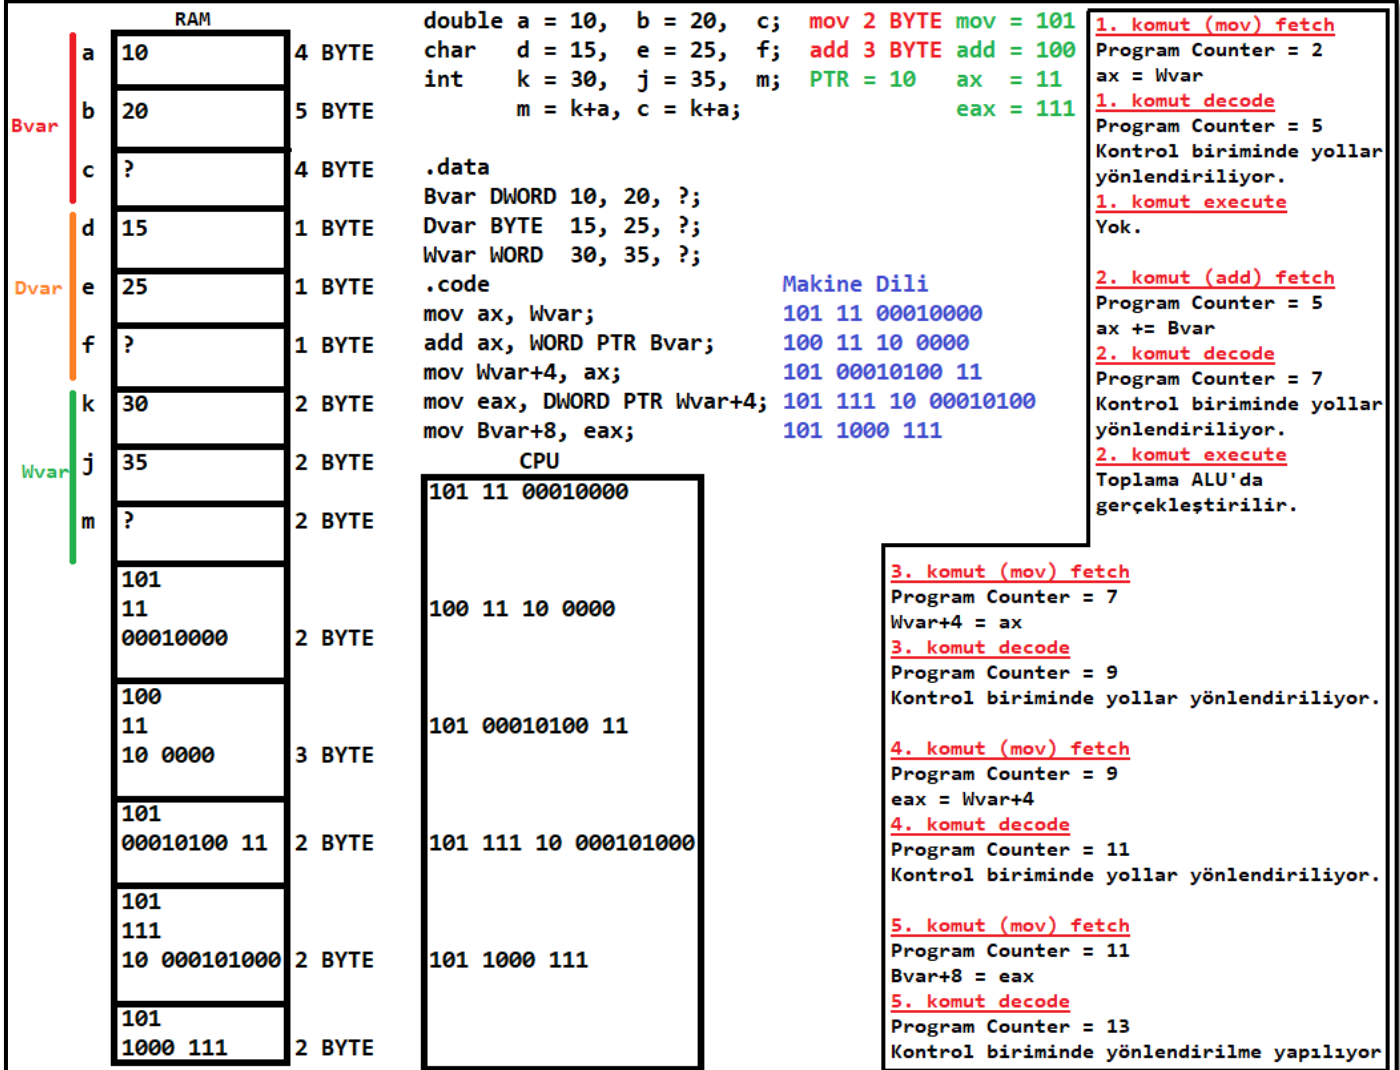 RAM
a 10 4 BYTE
b 20 5 BYTE
c ? 4 BYTE
d 15 1 BYTE
e 25 1 BYTE
f ? 1 BYTE
k 30 2 BYTE
j 35 2 BYTE
m ? 2 BYTE
Bvar
Dvar
Wvar
101
11
00010000 2 BYTE
100
11
10 0000 3 BYTE
101
00010100 11 2 BYTE
101
111
10 000101000 2 BYTE
101
1000 111 2 BYTE
double a = 10, b = 20, c;
char d = 15, e = 25, f;
int k = 30, j = 35, m;
m = k+a, c = k+a;
mov 2 BYTE mov = 101
add 3 BYTE add = 100
PTR = 10 ax = 11
eax = 111
.data
Bvar DWORD 10, 20, ?;
Dvar BYTE 15, 25, ?;
Wvar WORD 30, 35, ?;
.code
mov ax, Wvar;
add ax, WORD PTR Bvar;
mov Wvar+4, ax;
mov eax, DWORD PTR Wvar+4;
mov Bvar+8, eax;
Makine Dili
101 11 00010000
100 11 10 0000
101 00010100 11
101 111 10 00010100
101 1000 111
CPU
101 11 00010000
100 11 10 0000
101 00010100 11
101 111 10 000101000
101 1000 111
1. komut (mov) fetch
Program Counter = 2
ax = Wvar
1. komut decode
Program Counter = 5
Kontrol biriminde yollar
yönlendiriliyor.
1. komut execute
Yok.
2. komut (add) fetch
Program Counter = 5
ax += Bvar
2. komut decode
Program Counter = 7
Kontrol biriminde yollar
yönlendiriliyor.
2. komut execute
Toplama ALU'da
gerçekleştirilir.
3. komut (mov) fetch
Program Counter = 7
Wvar+4 = ax
3. komut decode
Program Counter = 9
Kontrol biriminde yollar yönlendiriliyor.
4. komut (mov) fetch
Program Counter = 9
eax = Wvar+4
4. komut decode
Program Counter = 11
Kontrol biriminde yollar yönlendiriliyor.
5. komut (mov) fetch
Program Counter = 11
Bvar+8 = eax
5. komut decode
Program Counter = 13
Kontrol biriminde yönlendirilme yapılıyor